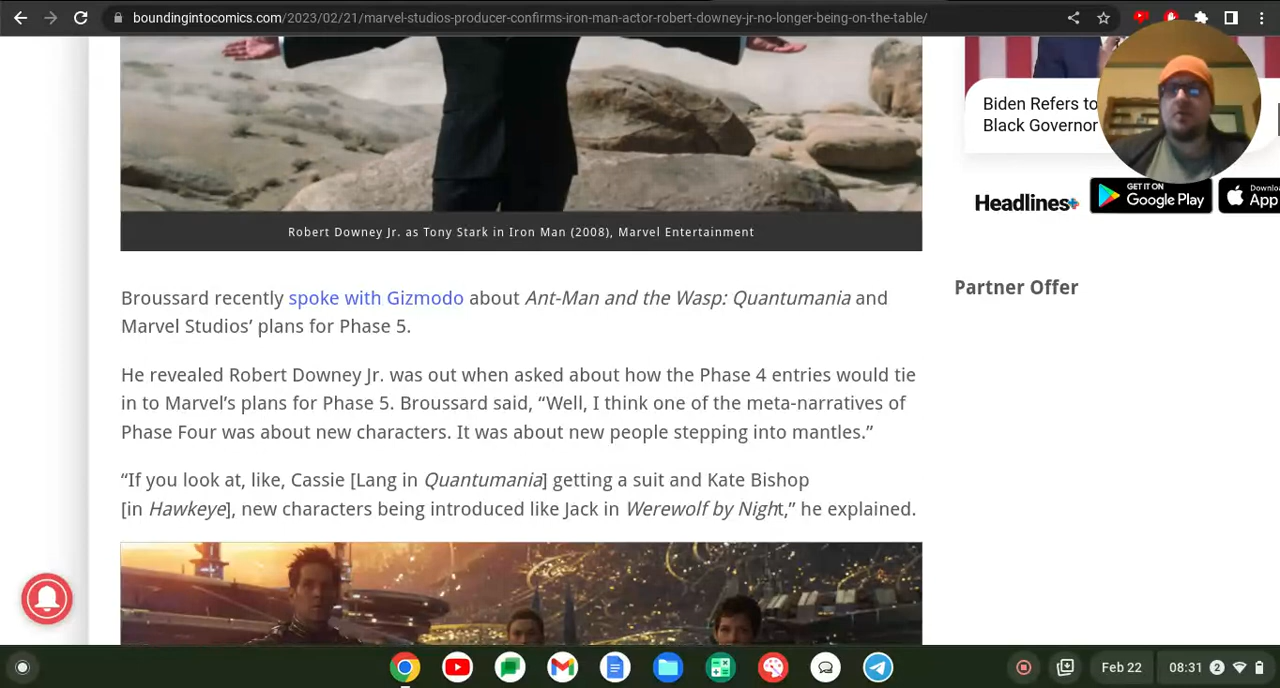 boundingintocomics.com/2023/02/21/marvel-studios-producer-confirms-iron-man-actor-robert-downey-jr-no-longer-being-on-the-table/
Biden Refers to
Black Governor
GET IT ON
Google Play
Downlo
App
Headlines+
Robert Downey Jr. as Tony Stark in Iron Man (2008), Marvel Entertainment
Partner Offer
Broussard recently spoke with Gizmodo about Ant-Man and the Wasp: Quantumania and
Marvel Studios’ plans for Phase 5.
He revealed Robert Downey Jr. was out when asked about how the Phase 4 entries would tie
in to Marvel’s plans for Phase 5. Broussard said, “Well, I think one of the meta-narratives of
Phase Four was about new characters. It was about new people stepping into mantles.”
“If you look at, like, Cassie [Lang in Quantumania] getting a suit and Kate Bishop
[in Hawkeye], new characters being introduced like Jack in Werewolf by Night,” he explained.
Feb 22
08:31
2